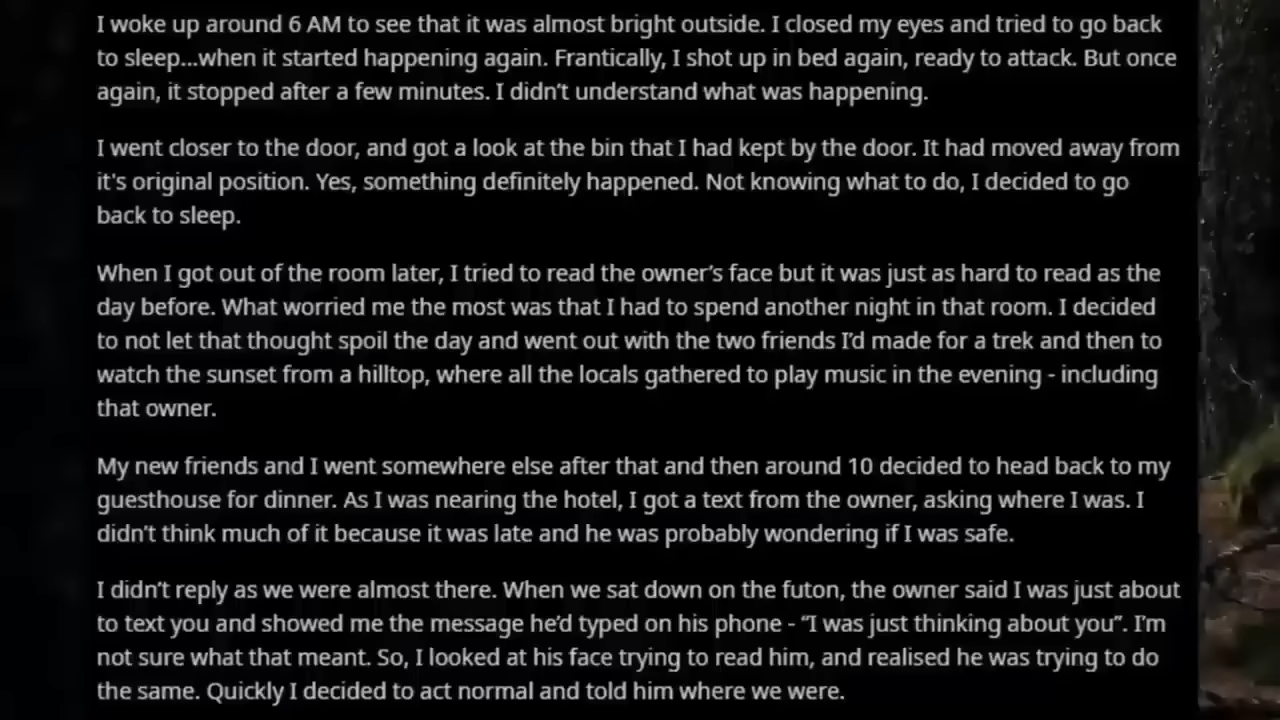 I woke up around 6 AM to see that it was almost bright outside. I closed my eyes and tried to go back
to sleep...when it started happening again. Frantically, I shot up in bed again, ready to attack. But once
again, it stopped after a few minutes. I didn’t understand what was happening.
I went closer to the door, and got a look at the bin that I had kept by the door. It had moved away from
it's original position. Yes, something definitely happened. Not knowing what to do, I decided to go
back to sleep.
When I got out of the room later, I tried to read the owner’s face but it was just as hard to read as the
day before. What worried me the most was that I had to spend another night in that room. I decided
to not let that thought spoil the day and went out with the two friends I’d made for a trek and then to
watch the sunset from a hilltop, where all the locals gathered to play music in the evening - including
that owner.
My new friends and I went somewhere else after that and then around 10 decided to head back to my
guesthouse for dinner. As I was nearing the hotel, I got a text from the owner, asking where I was. I
didn’t think much of it because it was late and he was probably wondering if I was safe.
I didn’t reply as we were almost there. When we sat down on the futon, the owner said I was just about
to text you and showed me the message he’d typed on his phone - “I was just thinking about you”. I’m
not sure what that meant. So, I looked at his face trying to read him, and realised he was trying to do
the same. Quickly I decided to act normal and told him where we were.